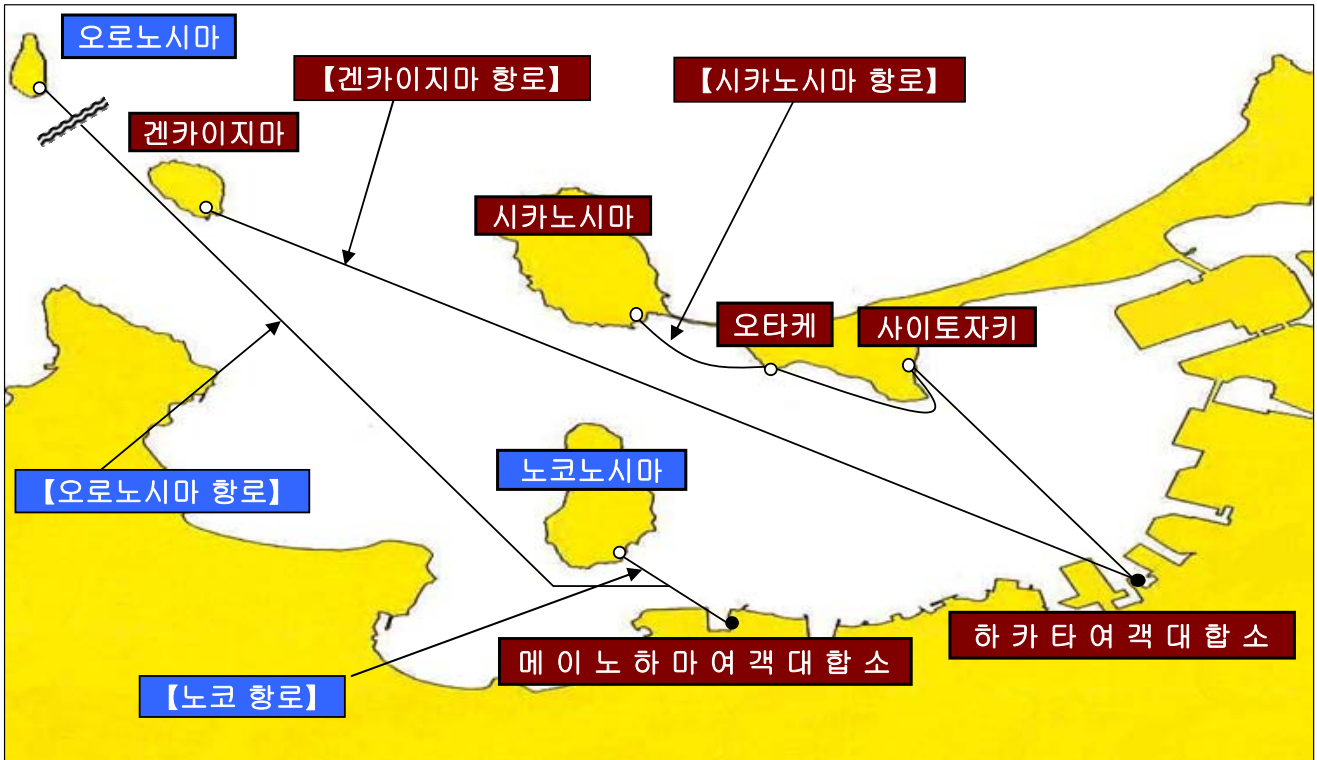 오로노시마
【겐카이지마 항로】
【시카노시마 항로】
겐카이지마
시카노시마
오타케
사이토자키
노코노시마
【오로노시마 항로】
하 카 타 여 객 대 합 소
메 이 노 하 마 여 객 대 합 소
【노코 항로】